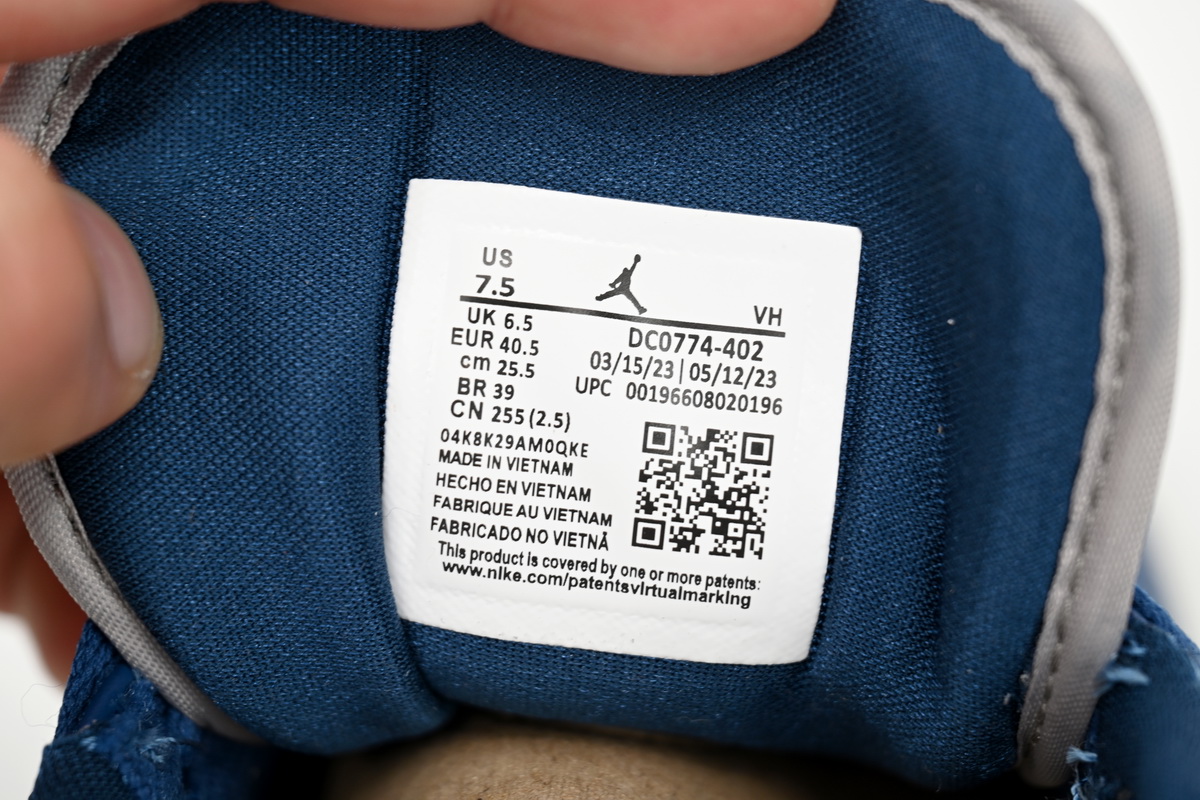 US
7.5
VH
UK 6.5
EUR 40.5
cm 25.5
BR 39
CN 255 (2.5)
DC0774-402
03/15/23 | 05/12/23
UPC 00196608020196
04K8K29AM0QKE
MADE IN VIETNAM
HECHO EN VIETNAM
FABRIQUE AU VIETNAM
FABRICADO NO VIETNÃ
This product is covered by one or more patents:
www.nike.com/patentsvirtualmarking